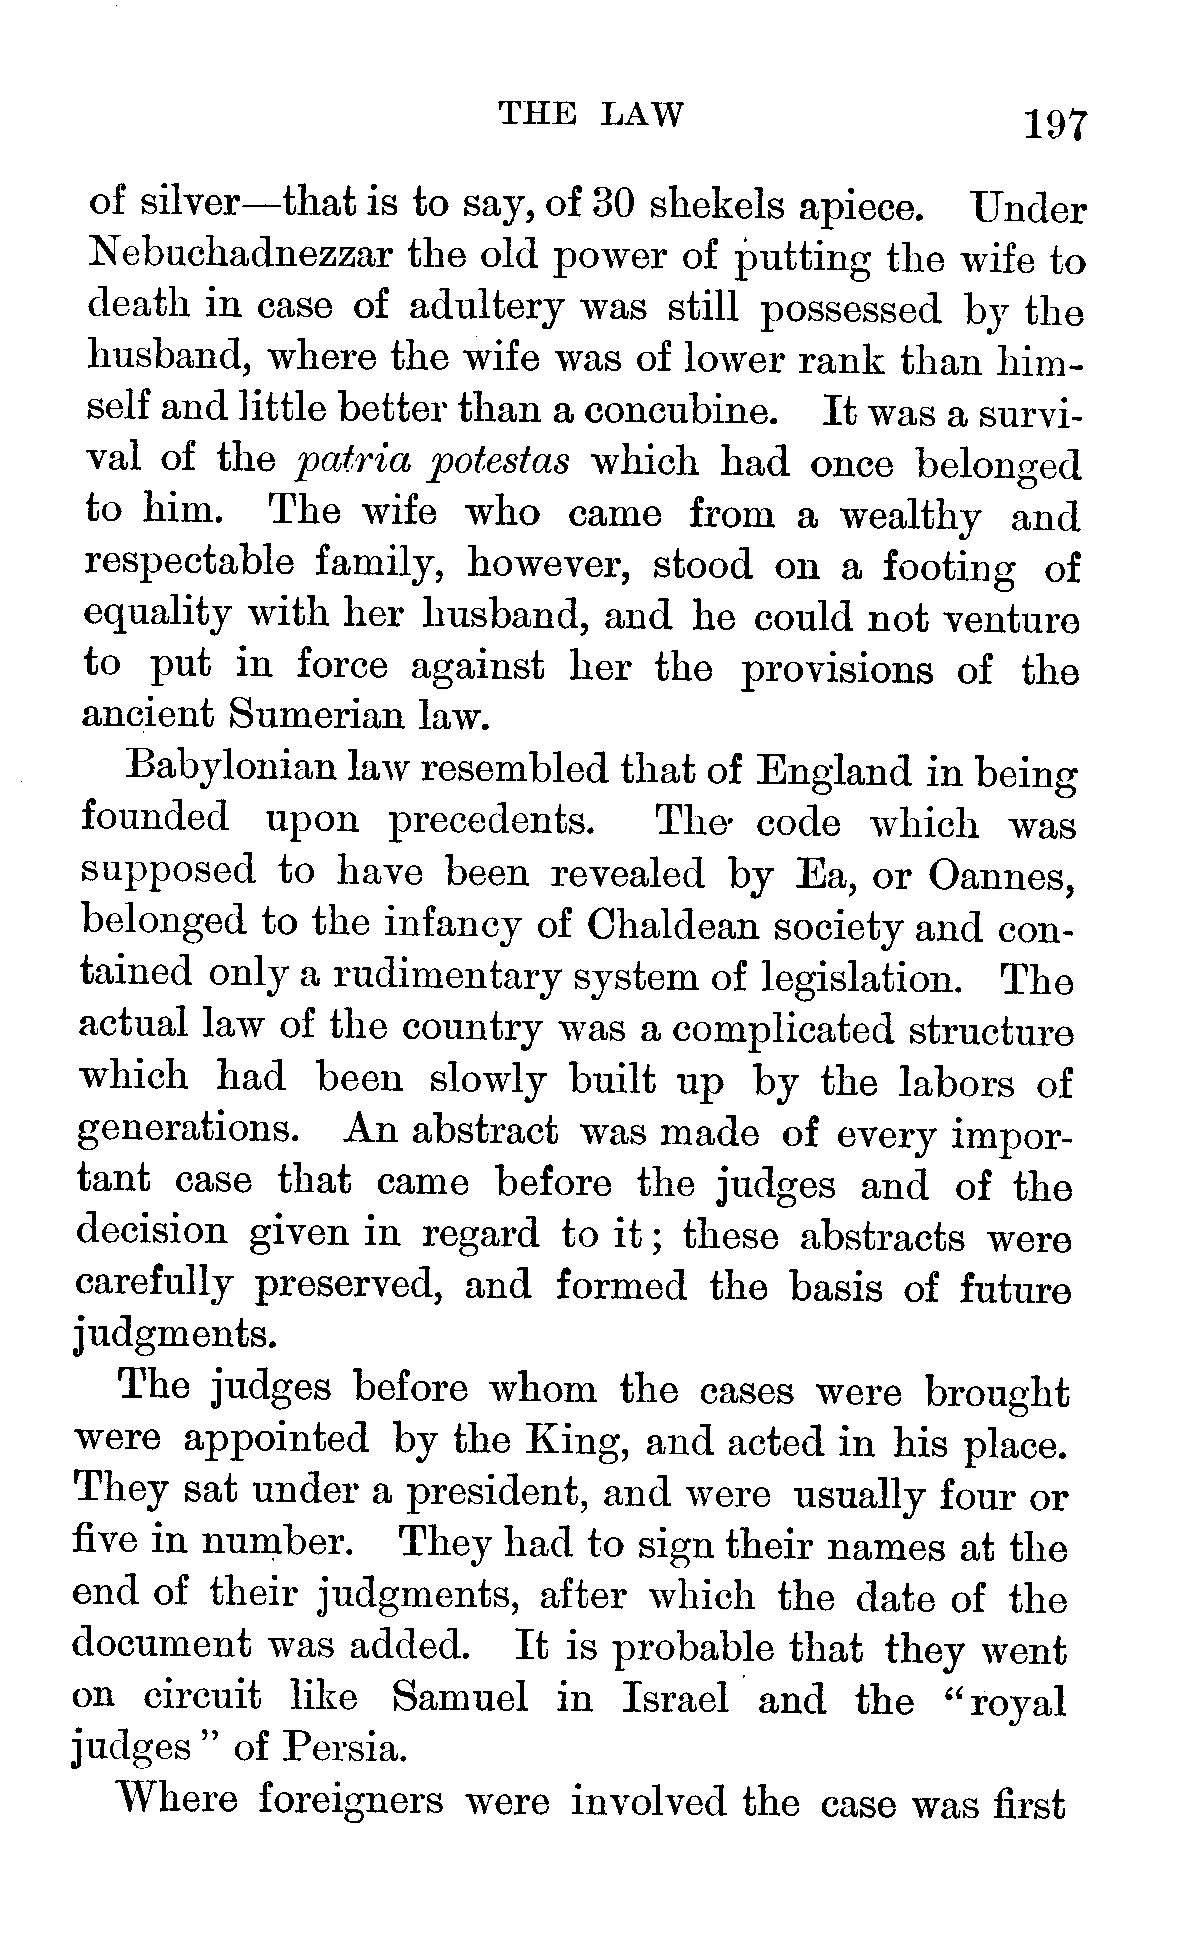 THE LAW 197
of silver—that is to say, of 30 shekels apiece. Under
Nebuchadnezzar the old power of putting the wife to
death in case of adultery was still possessed by the
husband, where the wife was of lower rank than him-
self and little better than a concubine. It was a survi-
val of the patria potestas which had once belonged
to him. The wife who came from a wealthy and
respectable family, however, stood on a footing of
equality with her husband, and he could not venture
to put in force against her the provisions of the
ancient Sumerian law.
Babylonian law resembled that of England in being
founded upon precedents. The code which was
supposed to have been revealed by Ea, or Oannes,
belonged to the infancy of Chaldean society and con-
tained only a rudimentary system of legislation. The
actual law of the country was a complicated structure
which had been slowly built up by the labors of
generations. An abstract was made of every impor-
tant case that came before the judges and of the
decision given in regard to it; these abstracts were
carefully preserved, and formed the basis of future
judgments.
The judges before whom the cases were brought
were appointed by the King, and acted in his place.
They sat under a president, and were usually four or
five in number. They had to sign their names at the
end of their judgments, after which the date of the
document was added. It is probable that they went
on circuit like Samuel in Israel and the “royal
judges” of Persia.
Where foreigners were involved the case was first